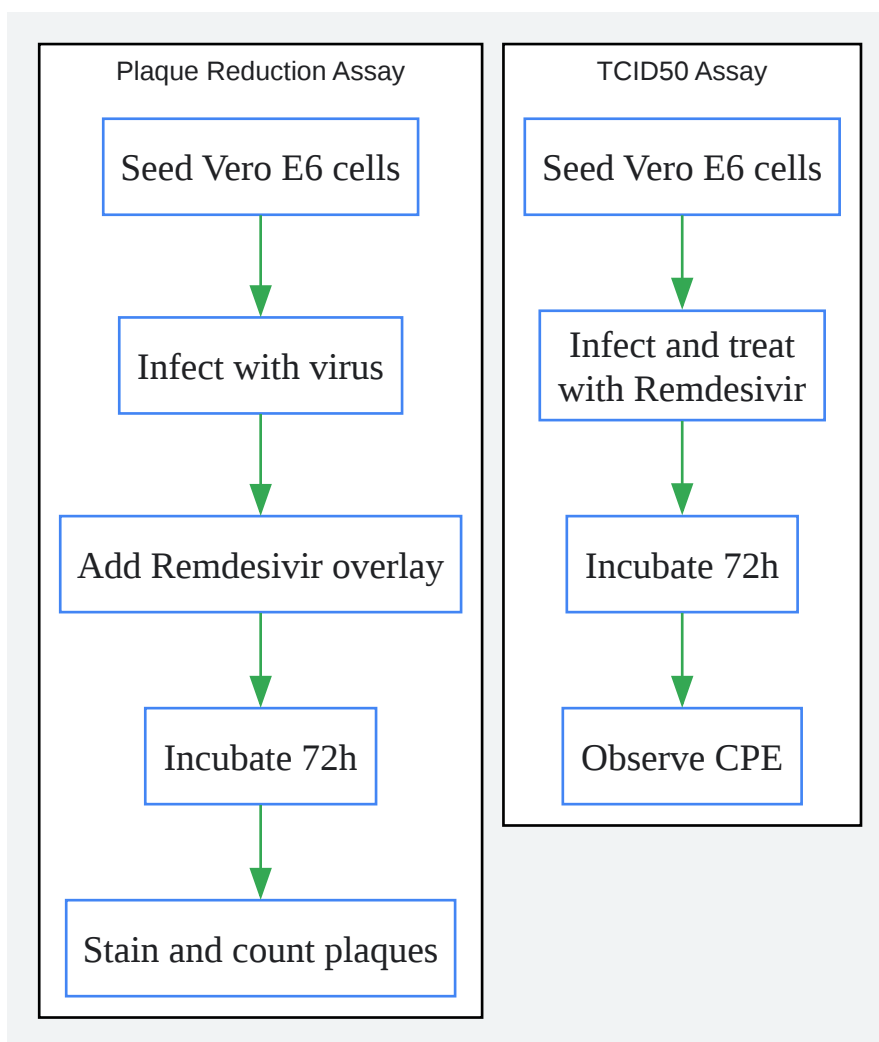 Plaque Reduction Assay
Seed Vero E6 cells
Infect with virus
Add Remdesivir overlay
Incubate 72h
Stain and count plaques
TCID50 Assay
Seed Vero E6 cells
Infect and treat
with Remdesivir
Incubate 72h
Observe CPE